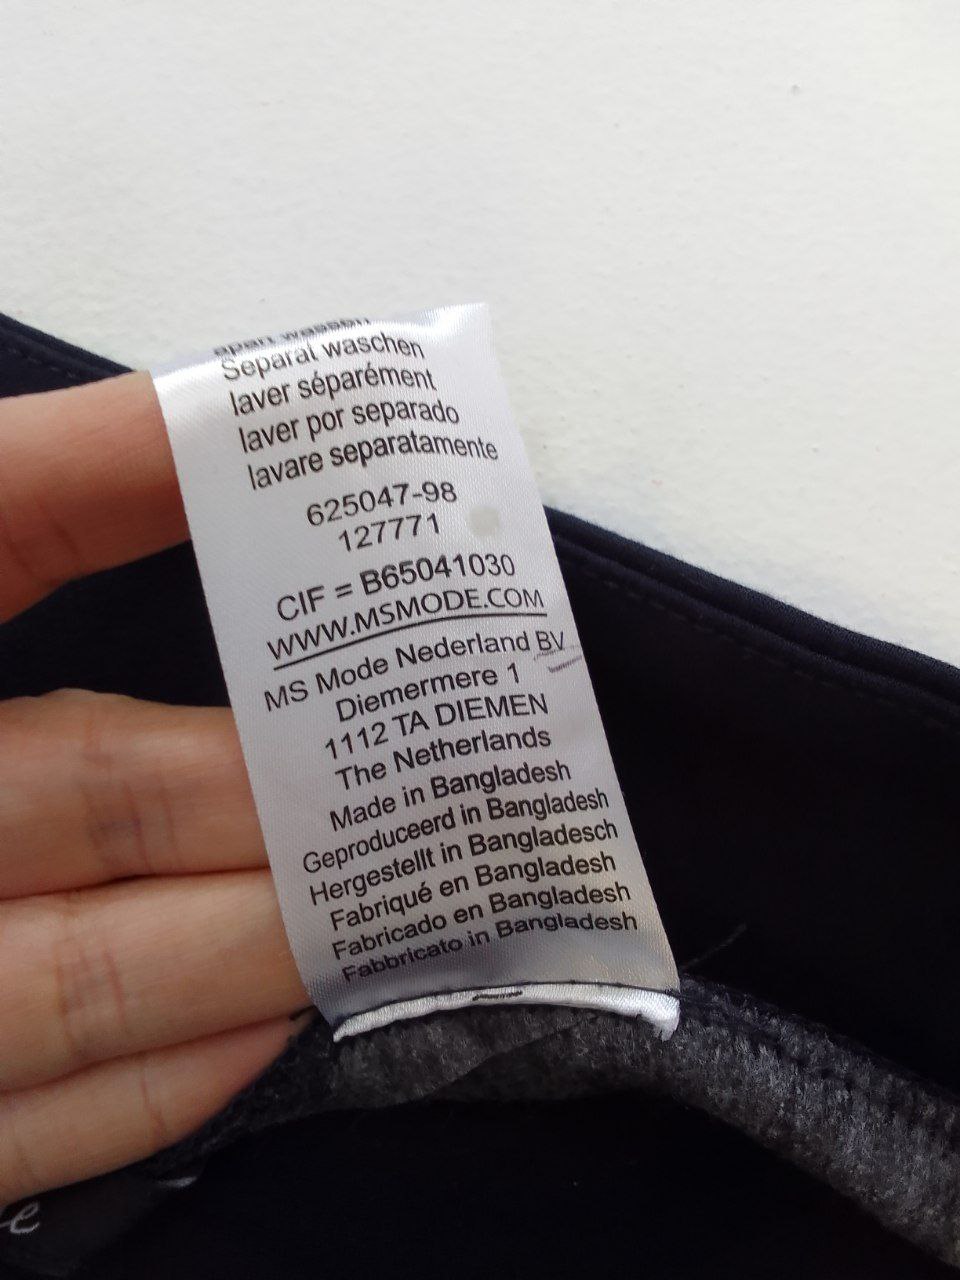 apart wassen
Separat waschen
laver séparément
laver por separado
lavare separatamente
625047-98
127771
CIF = B65041030
WWW.MSMODE.COM
MS Mode Nederland BV
Diemermere 1
1112 TA DIEMEN
The Netherlands
Made in Bangladesh
Geproduceerd in Bangladesh
Hergestellt in Bangladesch
Fabriqué en Bangladesh
Fabricado en Bangladesh
Fabbricato in Bangladesh